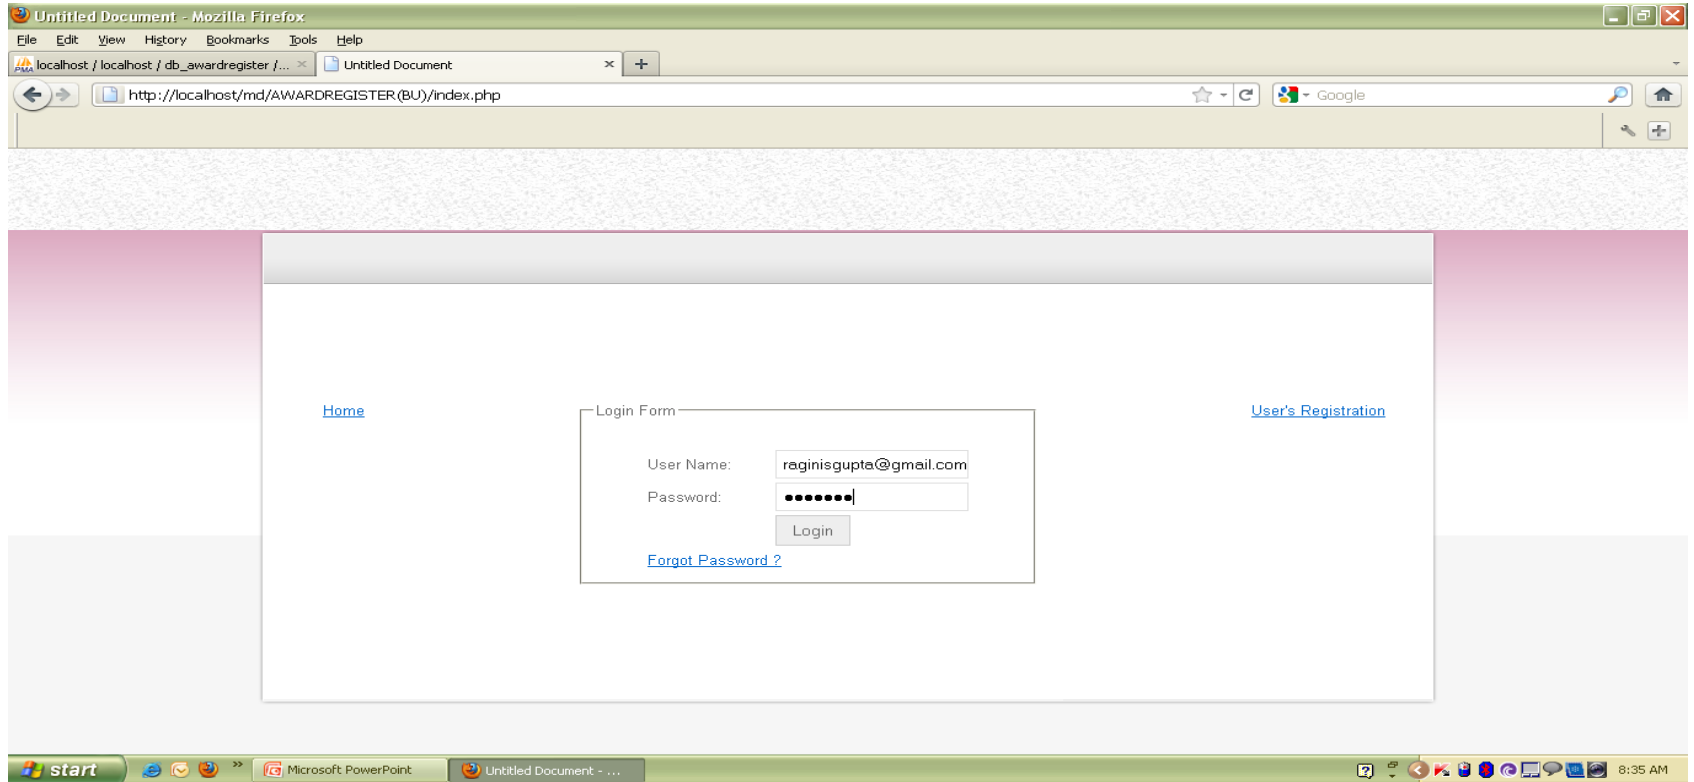 Untitled Document - Mozilla Firefox
File Edit View History Bookmarks Tools Help
PMA localhost / localhost / db_awardregister /... Untitled Document
http://localhost/md/AWARDREGISTER(BU)/index.php Google
Home Login Form User's Registration
User Name: raginisgupta@gmail.com
Password:
Login
Forgot Password ?
start Microsoft PowerPoint Untitled Document - ... 8:35 AM